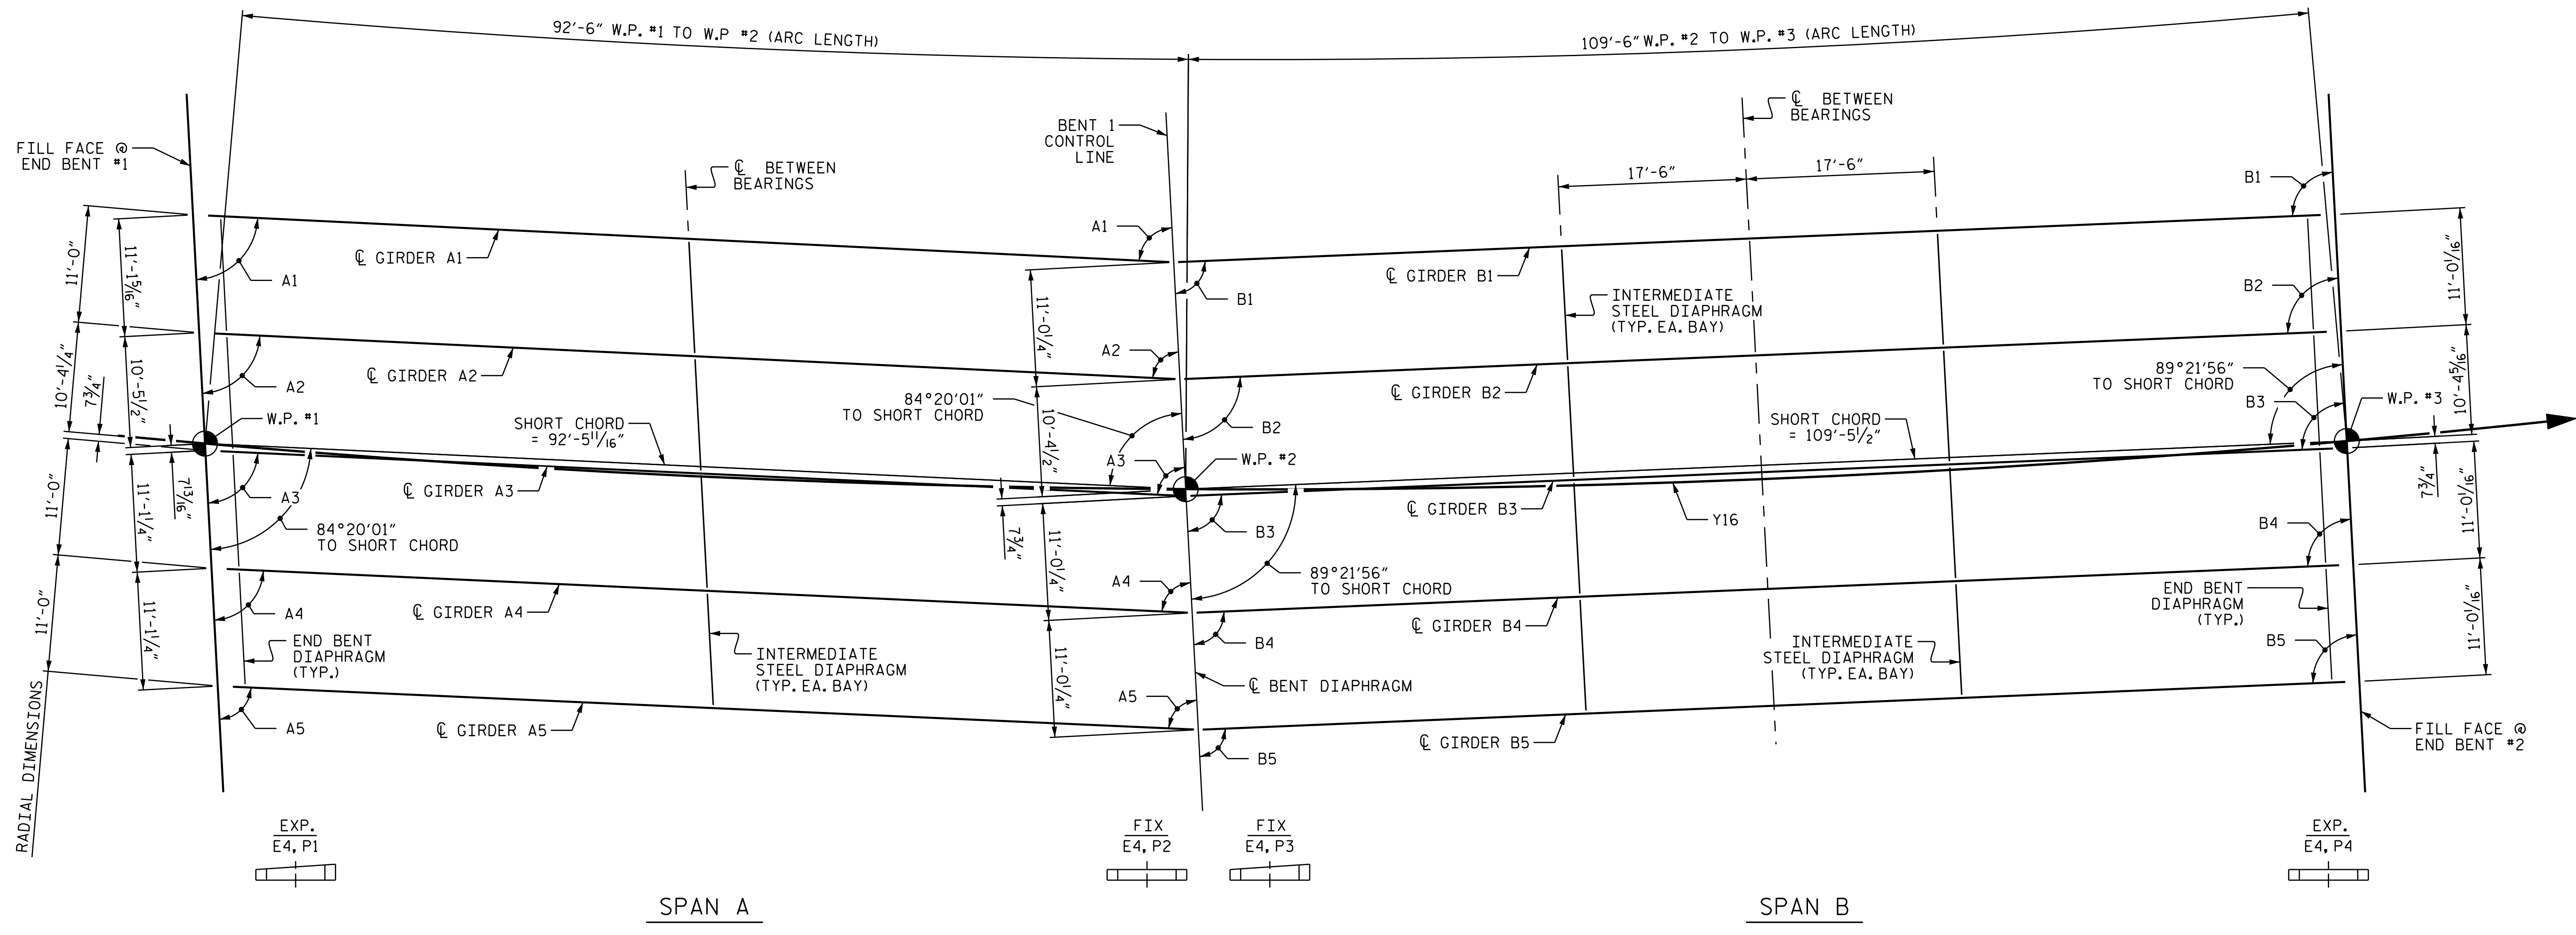 92'-6" W.P. #1 TO W.P #2 (ARC LENGTH)
109'-6" W.P. #2 TO W.P. #3 (ARC LENGTH)
FILL FACE @
END BENT #1
BENT 1
CONTROL
LINE
℄ BETWEEN
BEARINGS
℄ BETWEEN
BEARINGS
17'-6"
17'-6"
B1
A1
11'-0"
11'-1 5/16"
A1
℄ GIRDER A1
11'-0 1/4"
B1
℄ GIRDER B1
INTERMEDIATE
STEEL DIAPHRAGM
(TYP. EA. BAY)
B2
11'-0 1/16"
10'-4 1/4"
7 3/4"
10'-5 1/2"
A2
℄ GIRDER A2
A2
84°20'01"
TO SHORT CHORD
10'-4 1/2"
B2
℄ GIRDER B2
89°21'56"
TO SHORT CHORD
B3
10'-4 5/16"
W.P. #1
SHORT CHORD
= 92'-5 11/16"
A3
W.P. #2
SHORT CHORD
= 109'-5 1/2"
W.P. #3
11'-0"
11'-1 1/4"
7 13/16"
A3
℄ GIRDER A3
84°20'01"
TO SHORT CHORD
7 3/4"
11'-0 1/4"
B3
℄ GIRDER B3
Y16
B4
7 3/4"
11'-0 1/16"
89°21'56"
TO SHORT CHORD
A4
11'-0"
11'-1 1/4"
A4
℄ GIRDER A4
END BENT
DIAPHRAGM
(TYP.)
INTERMEDIATE
STEEL DIAPHRAGM
(TYP. EA. BAY)
11'-0 1/4"
B4
℄ GIRDER B4
END BENT
DIAPHRAGM
(TYP.)
INTERMEDIATE
STEEL DIAPHRAGM
(TYP. EA. BAY)
B5
11'-0 1/16"
A5
℄ BENT DIAPHRAGM
RADIAL DIMENSIONS
A5
℄ GIRDER A5
B5
℄ GIRDER B5
FILL FACE @
END BENT #2
EXP.
E4, P1
FIX
E4, P2
FIX
E4, P3
EXP.
E4, P4
SPAN A
SPAN B